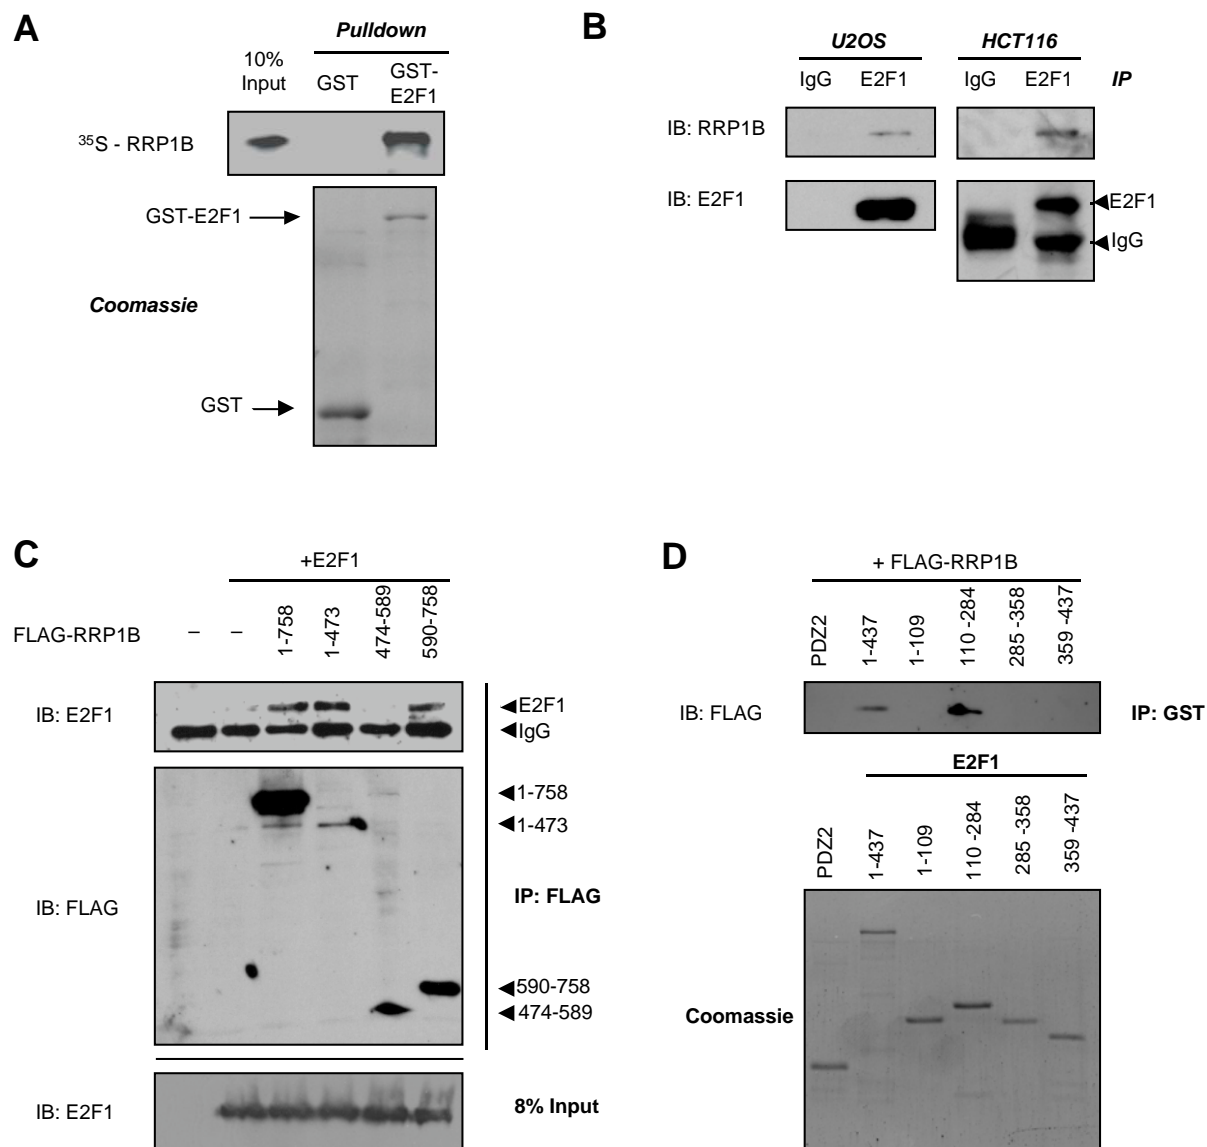 A
Pulldown
10%
Input
GST
GST-
E2F1
35S - RRP1B
GST-E2F1
Coomassie
GST
B
U2OS
HCT116
IgG
E2F1
IgG
E2F1
IP
IB: RRP1B
IB: E2F1
E2F1
IgG
C
+E2F1
FLAG-RRP1B
–
–
1-758
1-473
474-589
590-758
IB: E2F1
E2F1
IgG
1-758
1-473
IP: FLAG
IB: FLAG
590-758
474-589
IB: E2F1
8% Input
D
+ FLAG-RRP1B
PDZ2
1-437
1-109
110 -284
285 -358
359 -437
IB: FLAG
IP: GST
E2F1
PDZ2
1-437
1-109
110 -284
285 -358
359 -437
Coomassie